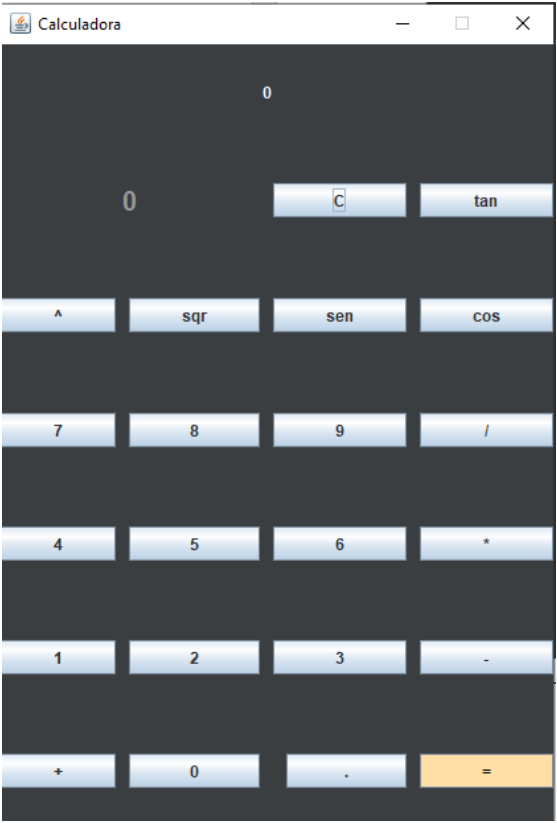 Calculadora
0
0 C tan
^ sqr sen cos
7 8 9 /
4 5 6 *
1 2 3 -
+ 0 . =